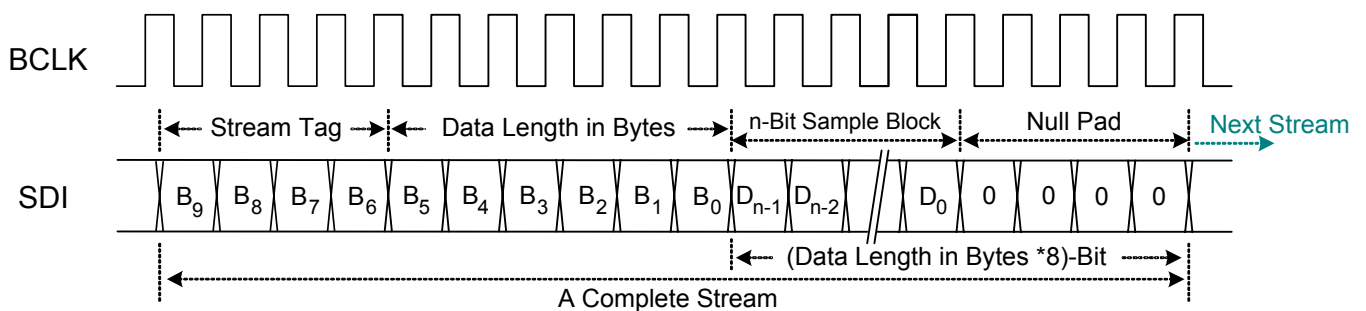 BCLK
Stream Tag
Data Length in Bytes
n-Bit Sample Block
Null Pad
Next Stream
SDI
B9 B8 B7 B6 B5 B4 B3 B2 B1 B0 Dn-1 Dn-2 D0 0 0 0 0
(Data Length in Bytes *8)-Bit
A Complete Stream